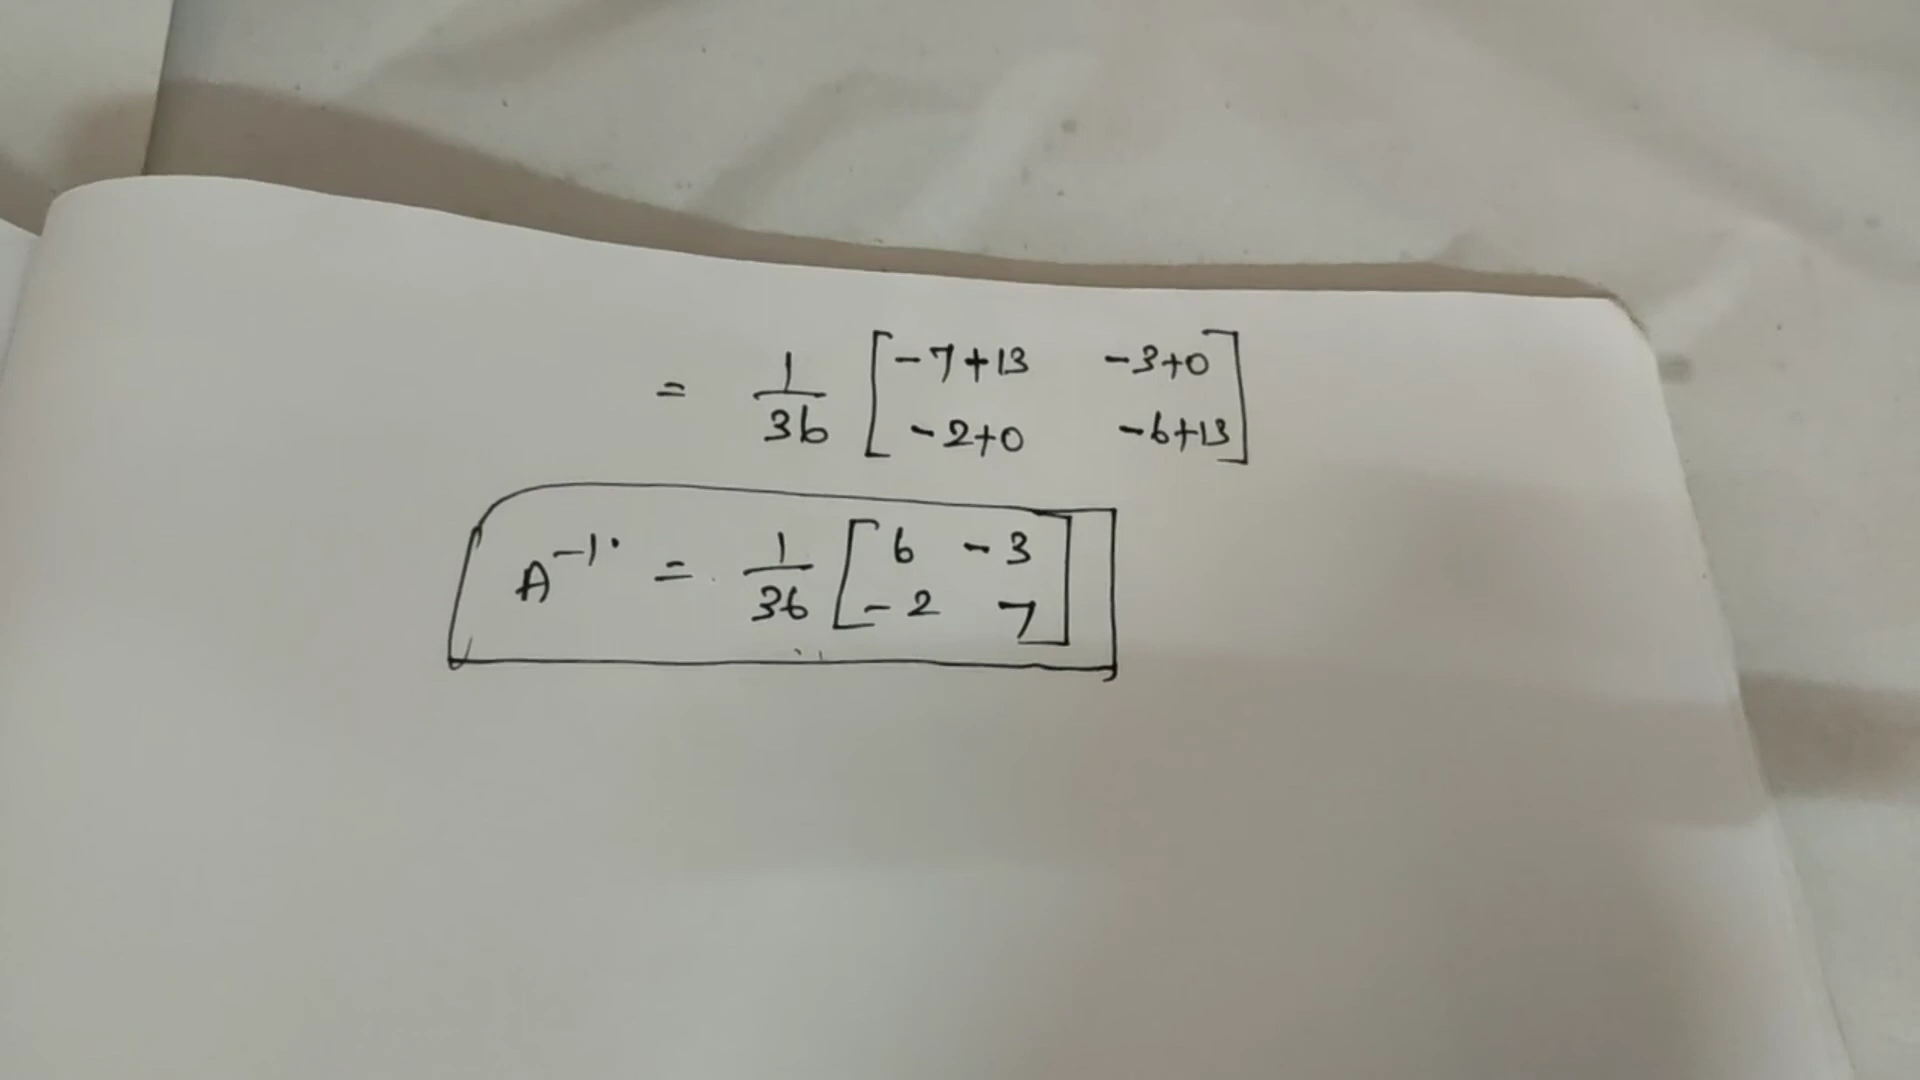 = 1/36 [-7+13 -3+0
-2+0 -6+13]
A^-1. = 1/36 [6 -3
-2 7]